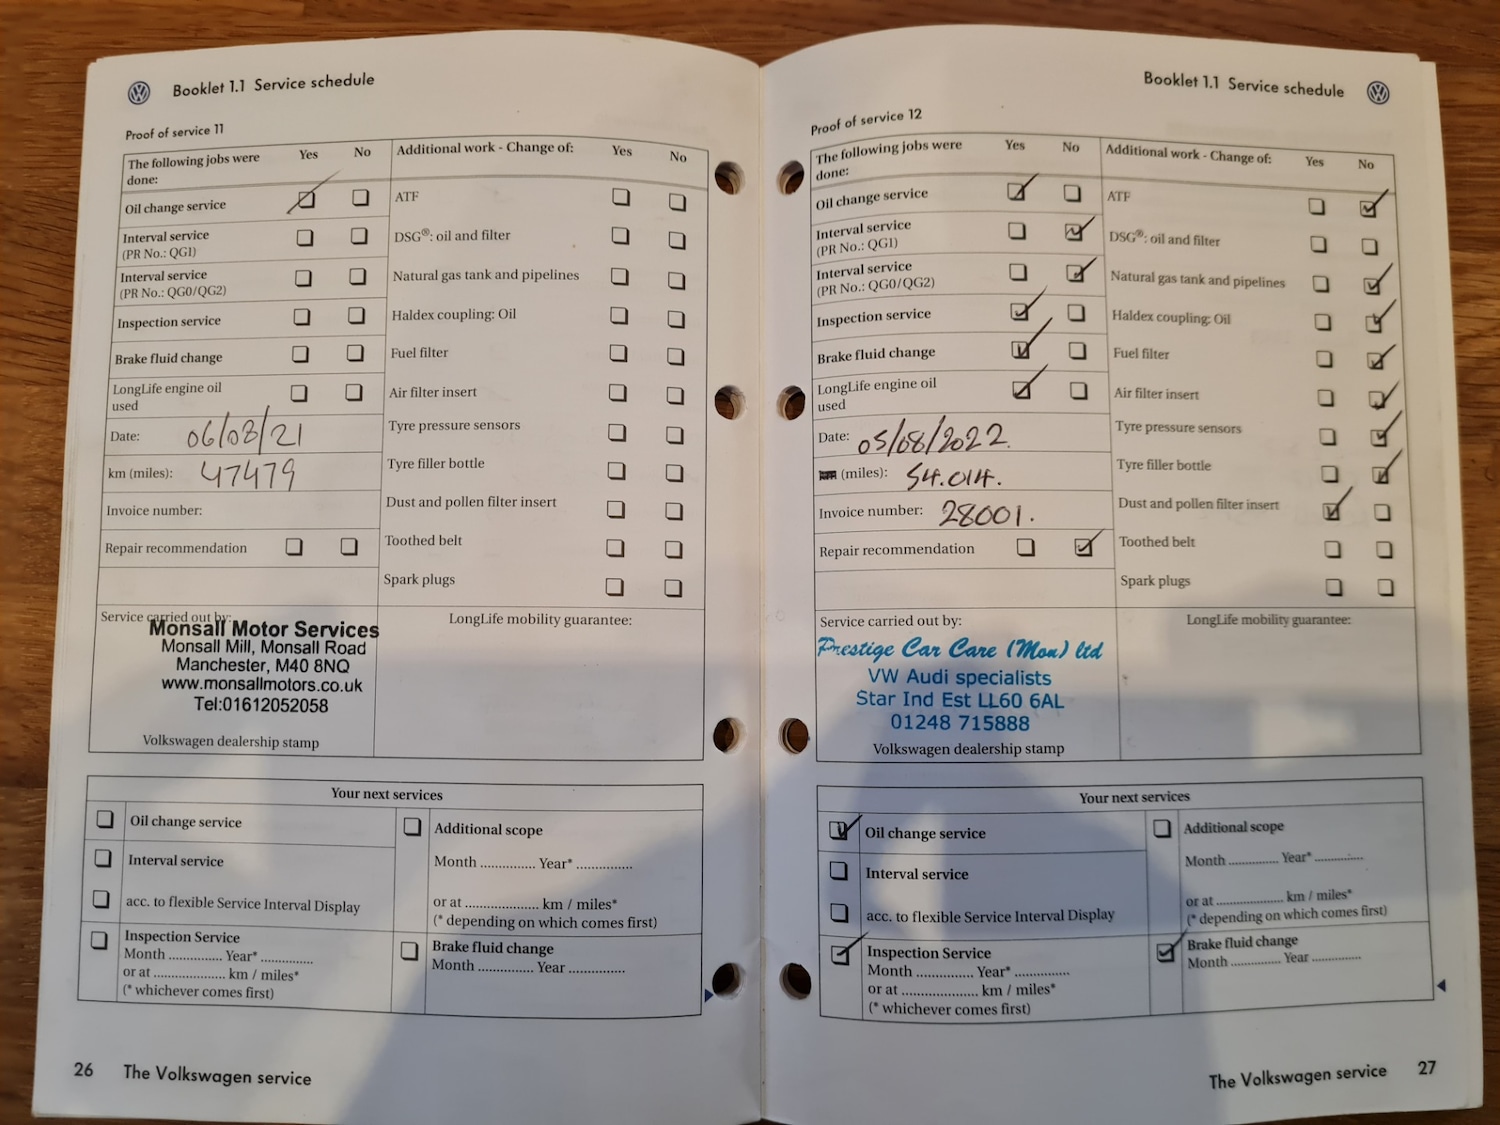 Booklet 1.1 Service schedule
Proof of service 11
The following jobs were done: Yes No
Oil change service
Interval service
(PR No.: QG1)
Interval service
(PR No.: QG0/QG2)
Inspection service
Brake fluid change
LongLife engine oil
used
Date: 06/08/21
km (miles): 47479
Invoice number:
Repair recommendation
Additional work - Change of: Yes No
ATF
DSG®: oil and filter
Natural gas tank and pipelines
Haldex coupling: Oil
Fuel filter
Air filter insert
Tyre pressure sensors
Tyre filler bottle
Dust and pollen filter insert
Toothed belt
Spark plugs
Service carried out by:
Monsall Motor Services
Monsall Mill, Monsall Road
Manchester, M40 8NQ
www.monsallmotors.co.uk
Tel:01612052058
Volkswagen dealership stamp
LongLife mobility guarantee:
Your next services
Oil change service
Interval service
acc. to flexible Service Interval Display
Inspection Service
Month .............. Year* .............
or at .................. km / miles*
(* whichever comes first)
Additional scope
Month .............. Year* ..............
or at ................... km / miles*
(* depending on which comes first)
Brake fluid change
Month .............. Year ..............
26 The Volkswagen service
Booklet 1.1 Service schedule
Proof of service 12
The following jobs were
done: Yes No
Oil change service
Interval service
(PR No.: QG1)
Interval service
(PR No.: QG0/QG2)
Inspection service
Brake fluid change
LongLife engine oil
used
Date: 05/08/2022.
(miles): 54.014.
Invoice number: 28001.
Repair recommendation
Additional work - Change of: Yes No
ATF
DSG®: oil and filter
Natural gas tank and pipelines
Haldex coupling: Oil
Fuel filter
Air filter insert
Tyre pressure sensors
Tyre filler bottle
Dust and pollen filter insert
Toothed belt
Spark plugs
Service carried out by:
Prestige Car Care (Mon) ltd
VW Audi specialists
Star Ind Est LL60 6AL
01248 715888
Volkswagen dealership stamp
LongLife mobility guarantee:
Your next services
Oil change service
Interval service
acc. to flexible Service Interval Display
Inspection Service
Month .............. Year* ..............
or at ................... km / miles*
(* whichever comes first)
Additional scope
Month ............. Year* .............
or at .................. km / miles*
(* depending on which comes first)
Brake fluid change
Month ............. Year .............
The Volkswagen service 27